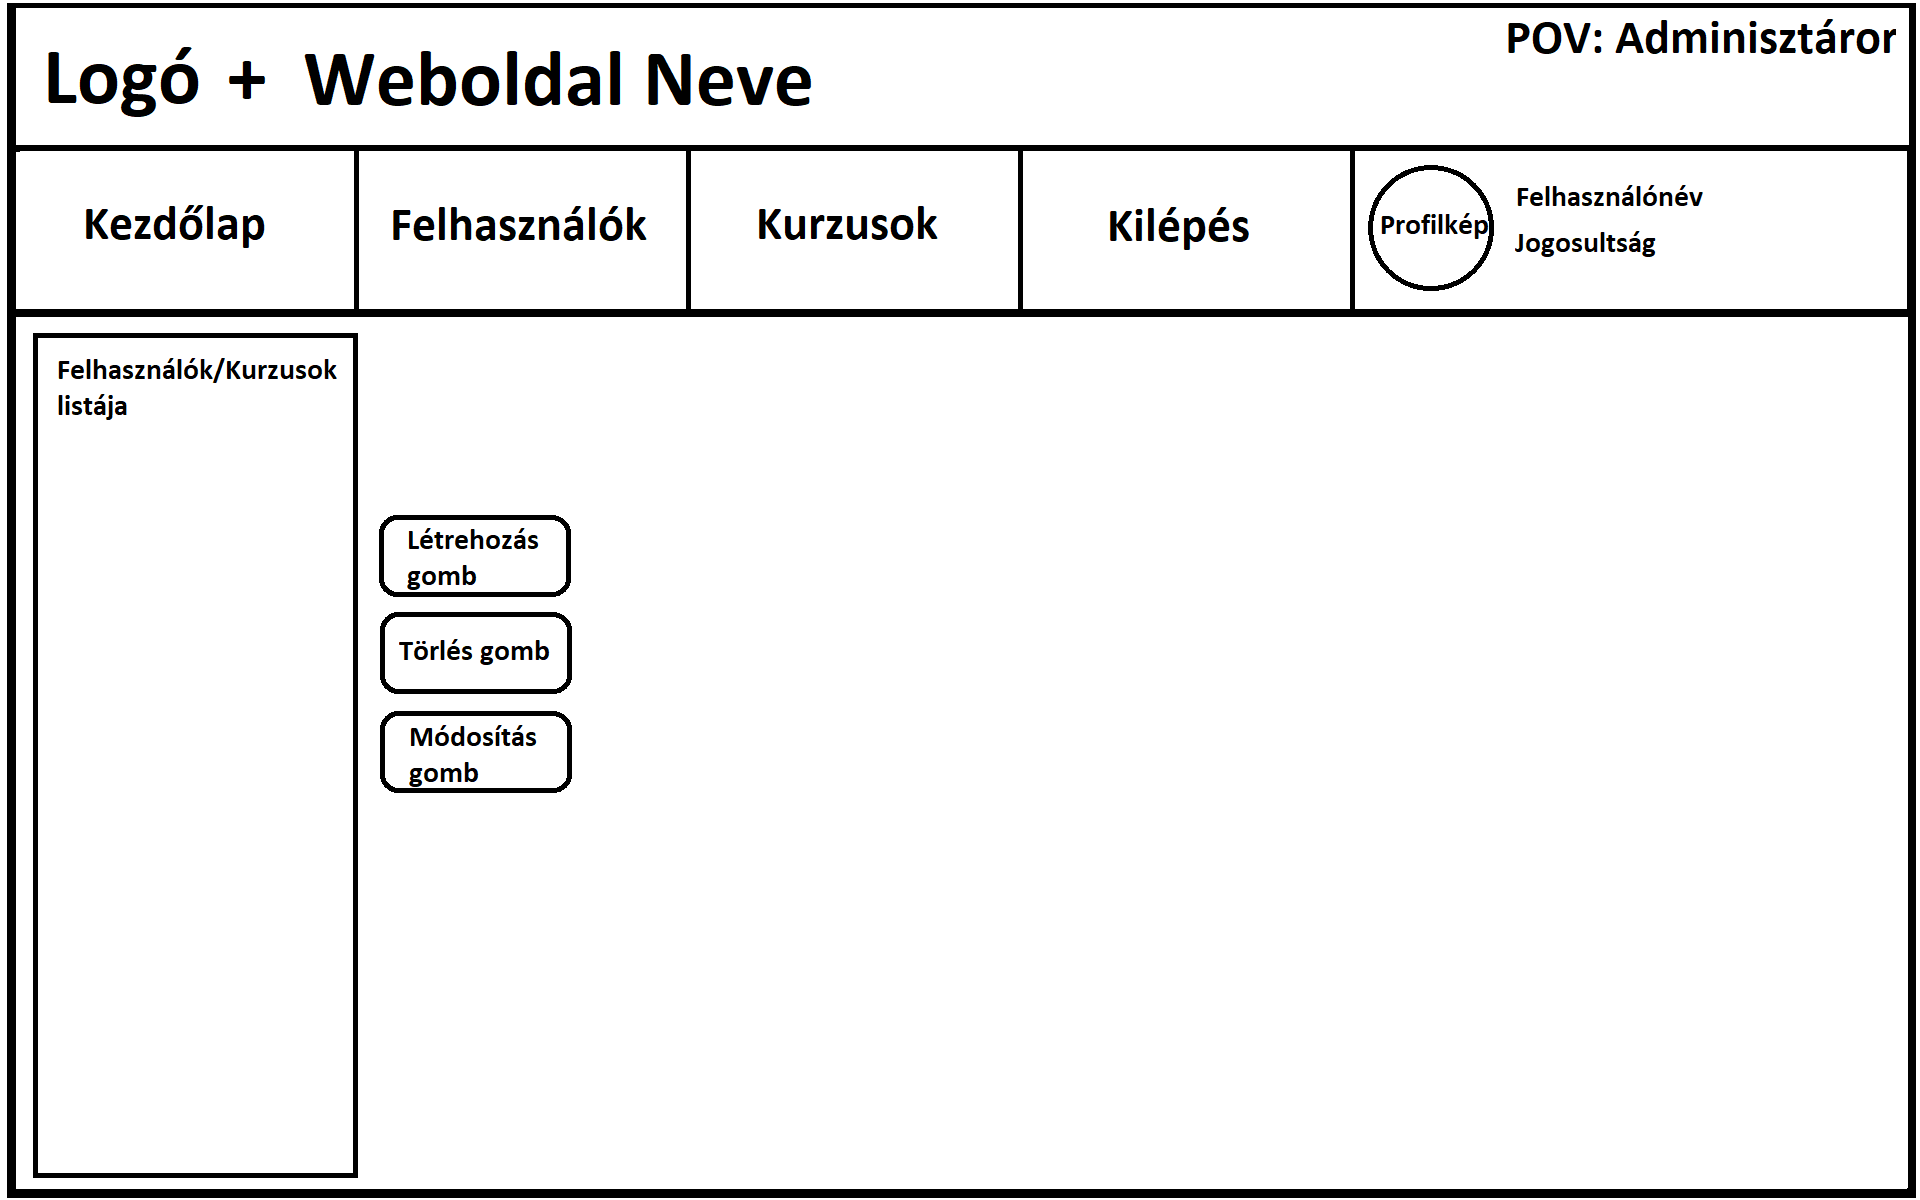 POV: Adminisztáror
Logó + Weboldal Neve
Kezdőlap
Felhasználók
Kurzusok
Kilépés
Profilkép
Felhasználónév
Jogosultság
Felhasználók/Kurzusok
listája
Létrehozás
gomb
Törlés gomb
Módosítás
gomb